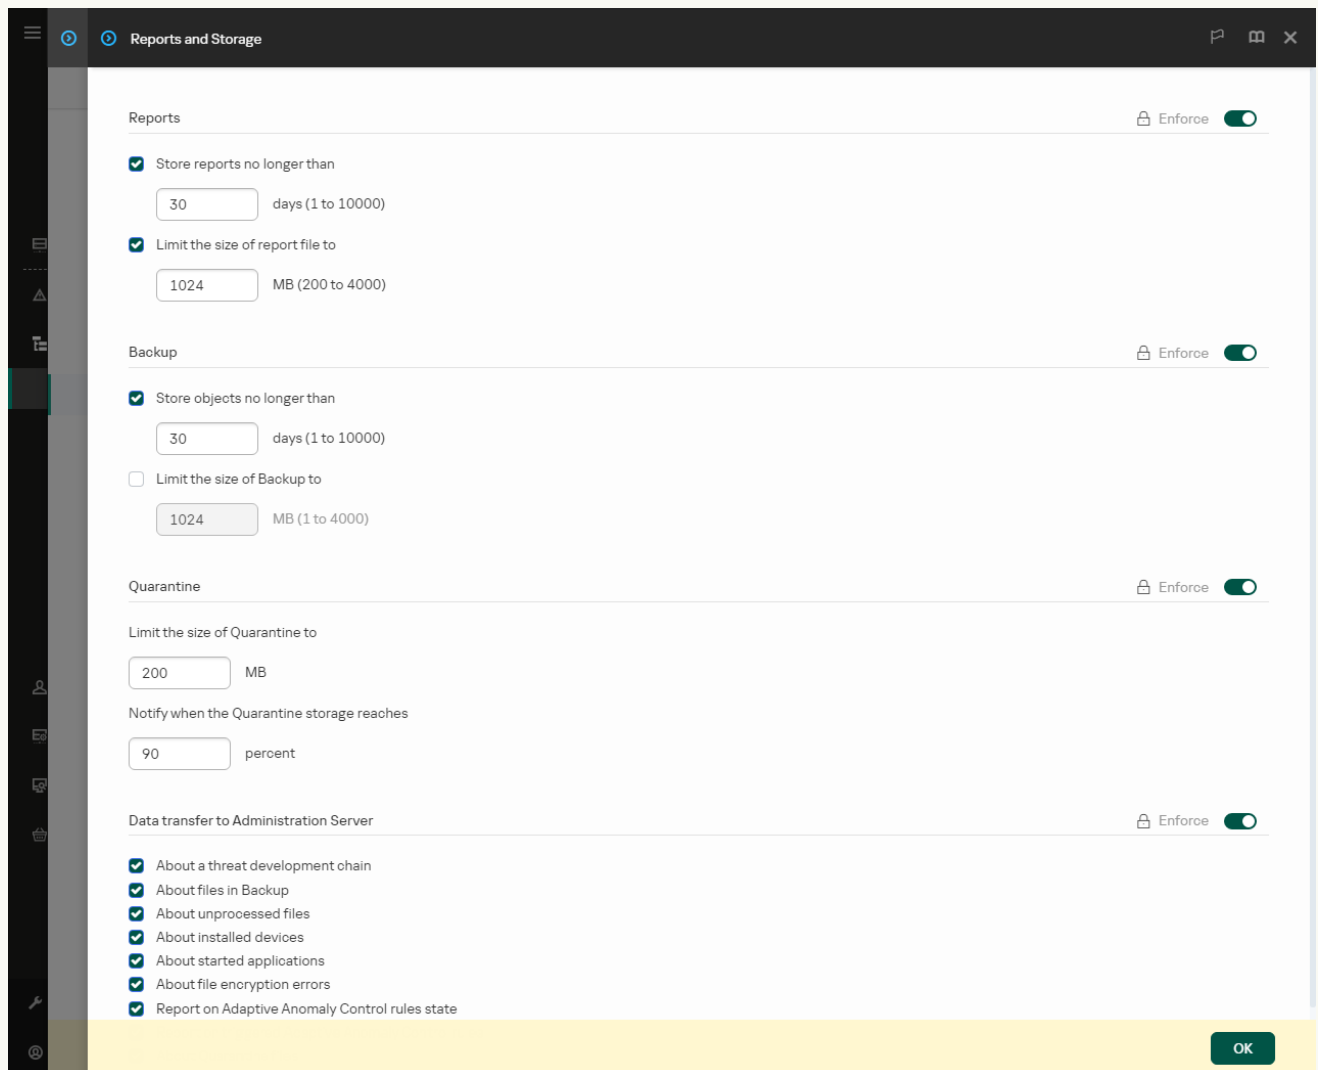 Reports and Storage
Reports
Enforce
Store reports no longer than
30 days (1 to 10000)
Limit the size of report file to
1024 MB (200 to 4000)
Backup
Enforce
Store objects no longer than
30 days (1 to 10000)
Limit the size of Backup to
1024 MB (1 to 4000)
Quarantine
Enforce
Limit the size of Quarantine to
200 MB
Notify when the Quarantine storage reaches
90 percent
Data transfer to Administration Server
Enforce
About a threat development chain
About files in Backup
About unprocessed files
About installed devices
About started applications
About file encryption errors
Report on Adaptive Anomaly Control rules state
OK